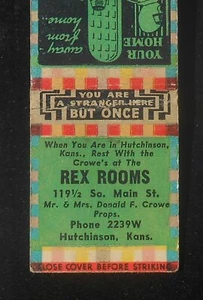 YOUR
HOME
away
from
home.
YOU ARE
A STRANGER HERE
BUT ONCE
When You Are in Hutchinson,
Kans., Rest With the
Crowe's at The
REX ROOMS
119½ So. Main St.
Mr. & Mrs. Donald F. Crowe
Props.
Phone 2239W
Hutchinson, Kans.
CLOSE COVER BEFORE STRIKING